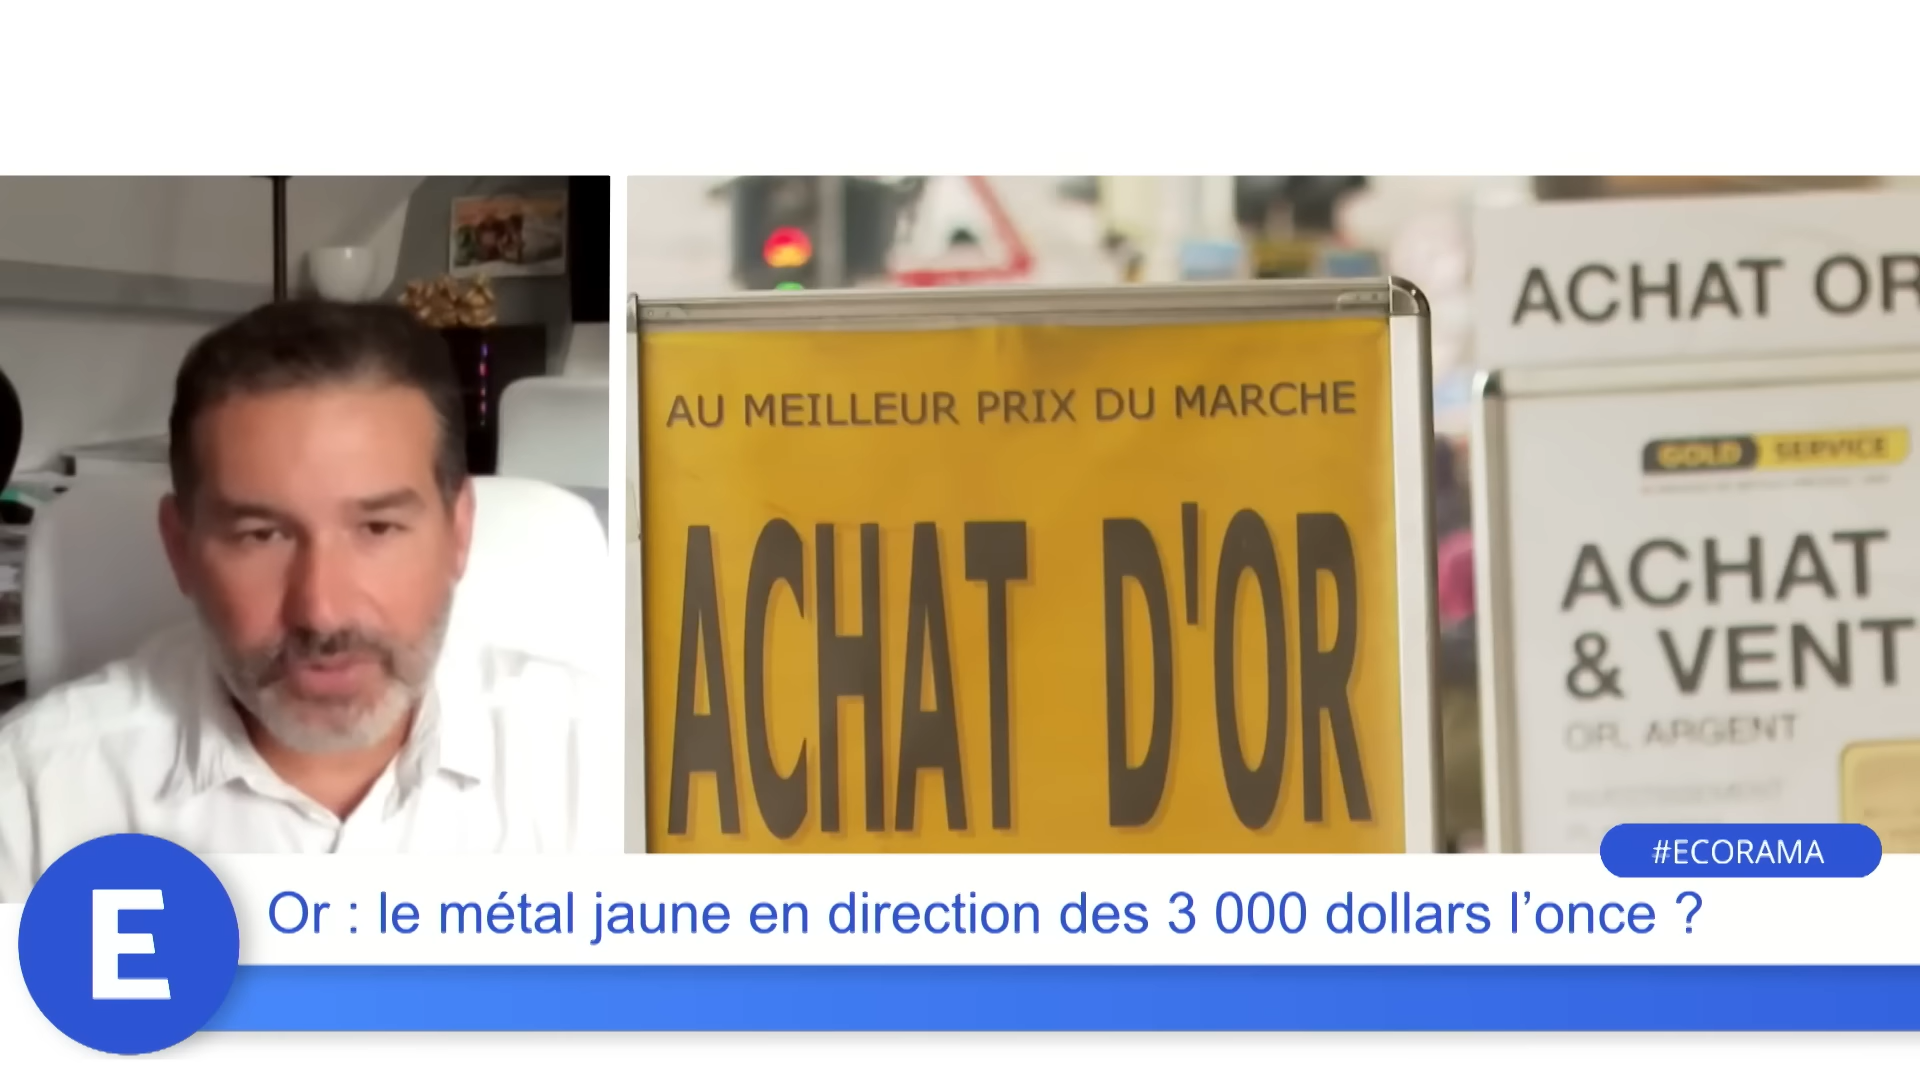 AU MEILLEUR PRIX DU MARCHE
ACHAT D'OR
ACHAT OR
GOLD SERVICE
ACHAT
& VENT
OR, ARGENT
#ECORAMA
E
Or : le métal jaune en direction des 3 000 dollars l’once ?